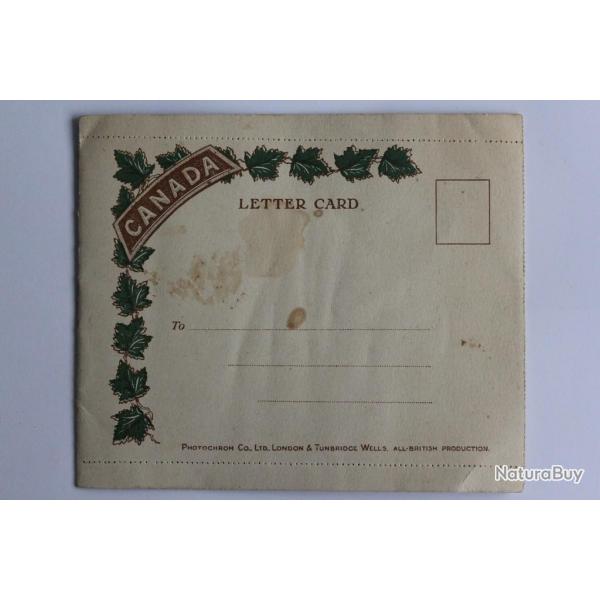 CANADA
LETTER CARD
To
PHOTOCHROM CO., LTD, LONDON & TUNBRIDGE WELLS. ALL-BRITISH PRODUCTION.
NaturaBuy